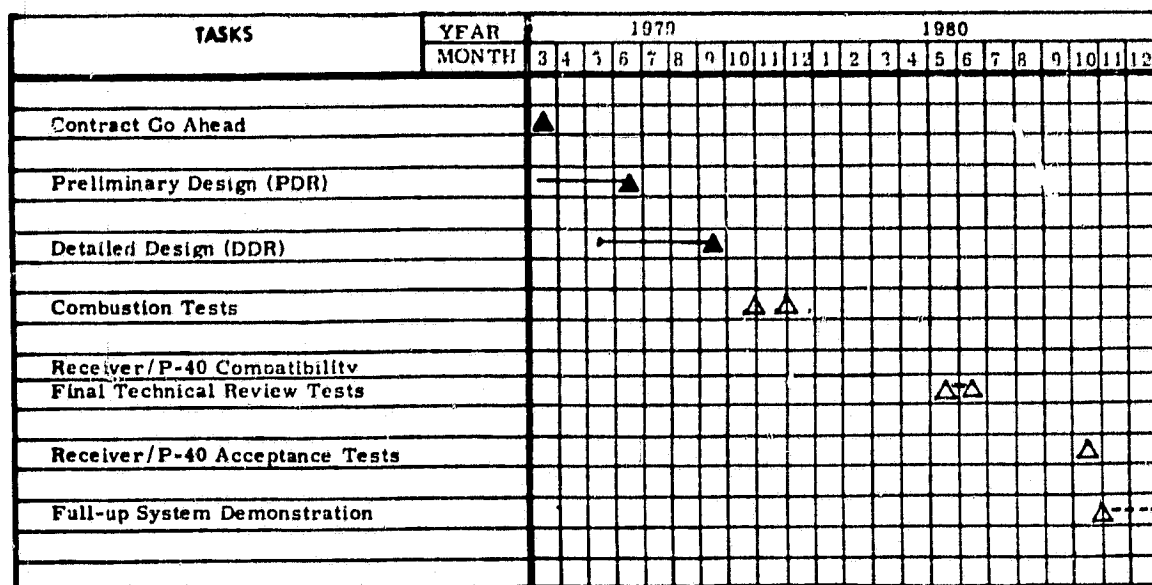 TASKS YEAR 1979 1980
MONTH 3 4 5 6 7 8 9 10 11 12 1 2 3 4 5 6 7 8 9 10 11 12
Contract Go Ahead
Preliminary Design (PDR)
Detailed Design (DDR)
Combustion Tests
Receiver/P-40 Compatibility
Final Technical Review Tests
Receiver/P-40 Acceptance Tests
Full-up System Demonstration